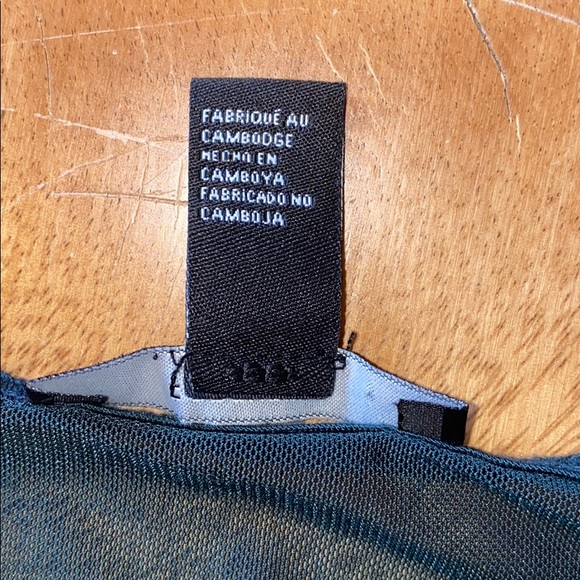 FABRIQUÉ AU
CAMBODGE
HECHO EN
CAMBOYA
FABRICADO NO
CAMBOJA